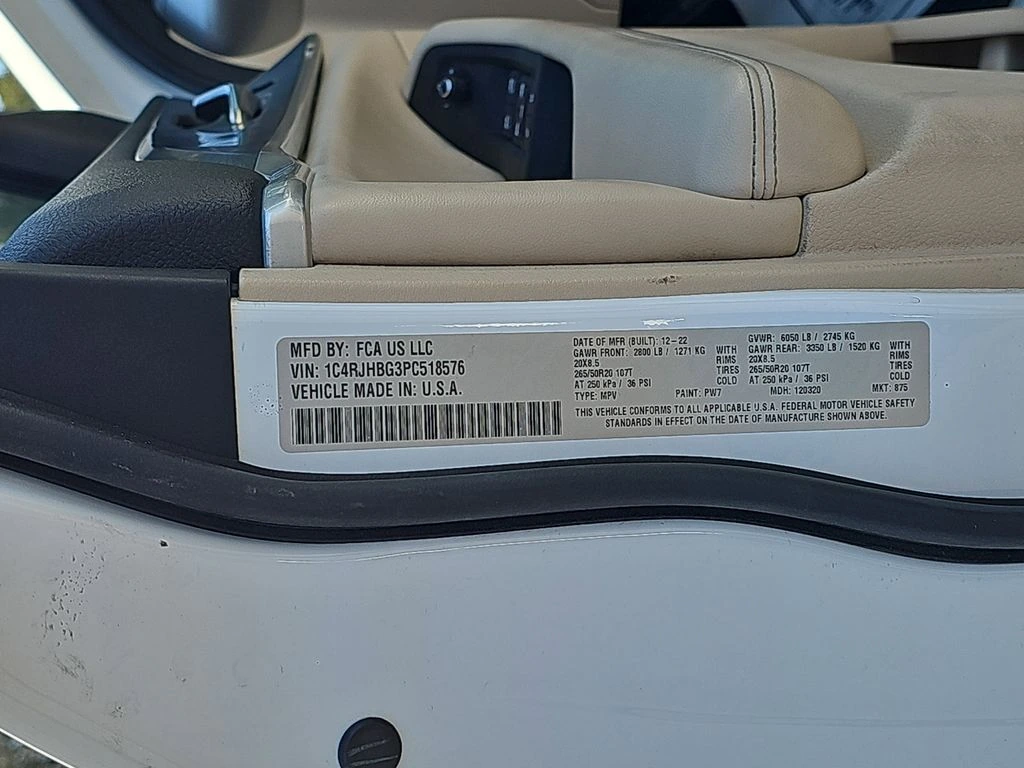 MFD BY: FCA US LLC
VIN: 1C4RJHBG3PC518576
VEHICLE MADE IN U.S.A.
DATE OF MFR (BUILT): 12-22
GAWR FRONT: 2800 LB / 1271 KG WITH
20X8.5 RIMS
265/50R20 107T TIRES
AT 250 kPa / 36 PSI COLD
TYPE: MPV PAINT: PW7
GVWR: 6050 LB / 2745 KG
GAWR REAR: 3350 LB / 1520 KG WITH
20X8.5 RIMS
265/50R20 107T TIRES
AT 250 kPa / 36 PSI COLD
MDH: 120320 MKT: 875
THIS VEHICLE CONFORMS TO ALL APPLICABLE U.S.A. FEDERAL MOTOR VEHICLE SAFETY
STANDARDS IN EFFECT ON THE DATE OF MANUFACTURE SHOWN ABOVE.